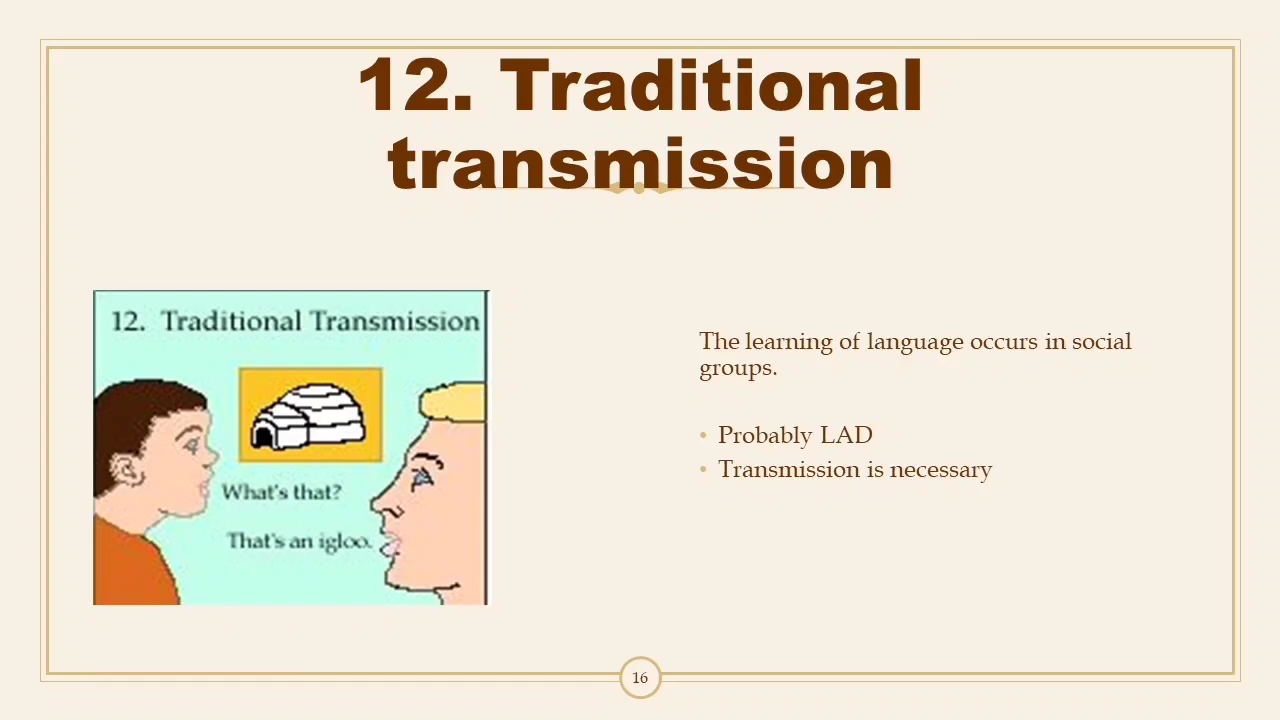 12. Traditional
transmission
12. Traditional Transmission
What's that?
That's an igloo.
The learning of language occurs in social
groups.
• Probably LAD
• Transmission is necessary
16